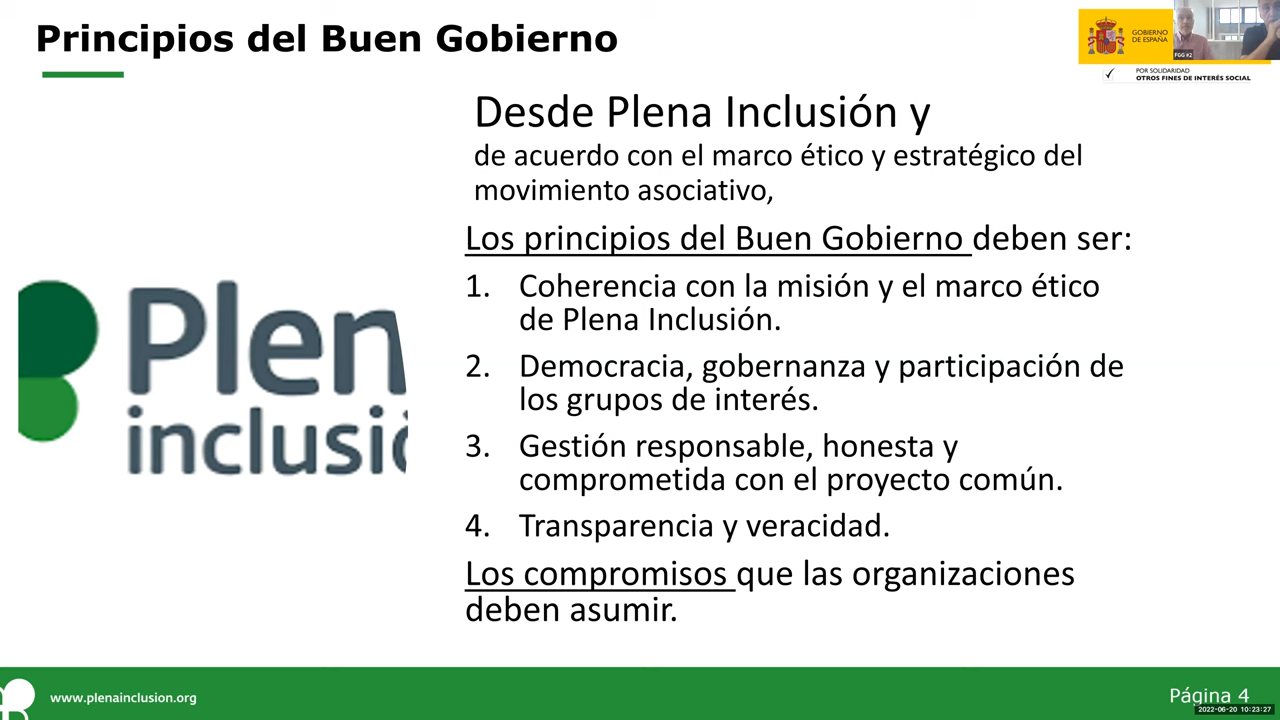 Principios del Buen Gobierno
GOBIERNO
DE ESPAÑA
FGG #2
POR SOLIDARIDAD
OTROS FINES DE INTERÉS SOCIAL
Desde Plena Inclusión y
de acuerdo con el marco ético y estratégico del
movimiento asociativo,
Los principios del Buen Gobierno deben ser:
1. Coherencia con la misión y el marco ético
de Plena Inclusión.
2. Democracia, gobernanza y participación de
los grupos de interés.
3. Gestión responsable, honesta y
comprometida con el proyecto común.
4. Transparencia y veracidad.
Los compromisos que las organizaciones
deben asumir.
Plen
inclusió
www.plenainclusion.org
Página 4
2022-06-20 10:23:27